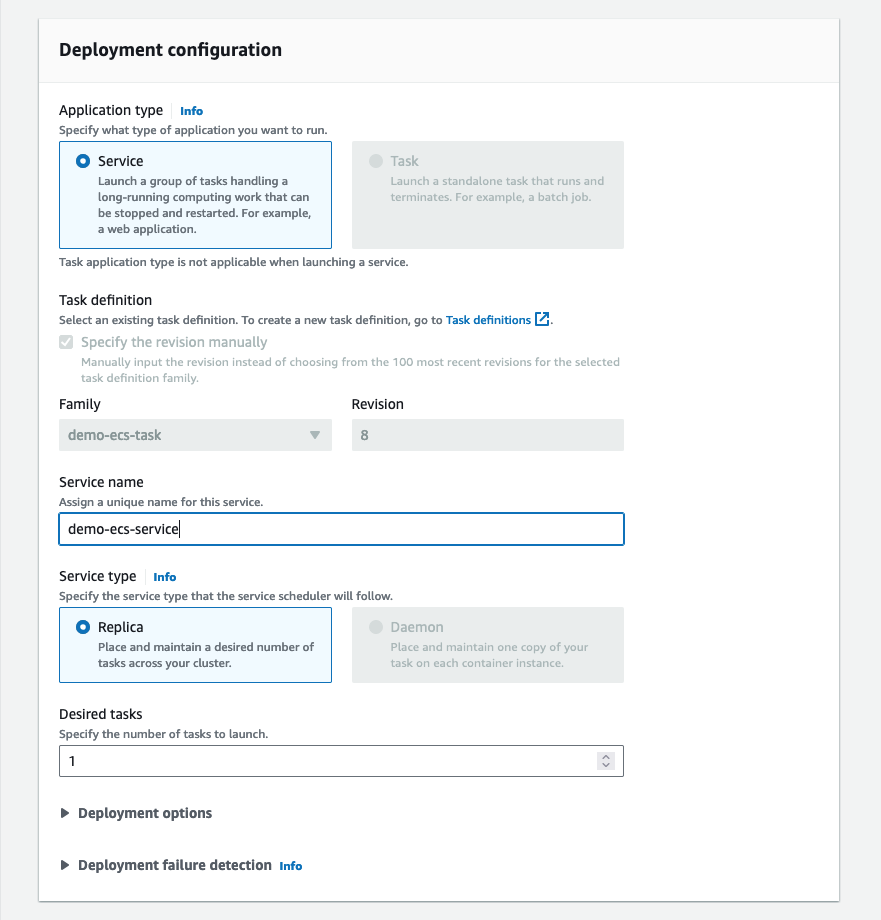 Deployment configuration
Application type Info
Specify what type of application you want to run.
Service
Launch a group of tasks handling a
long-running computing work that can
be stopped and restarted. For example,
a web application.
Task
Launch a standalone task that runs and
terminates. For example, a batch job.
Task application type is not applicable when launching a service.
Task definition
Select an existing task definition. To create a new task definition, go to Task definitions.
Specify the revision manually
Manually input the revision instead of choosing from the 100 most recent revisions for the selected
task definition family.
Family
demo-ecs-task
Revision
8
Service name
Assign a unique name for this service.
demo-ecs-service
Service type Info
Specify the service type that the service scheduler will follow.
Replica
Place and maintain a desired number of
tasks across your cluster.
Daemon
Place and maintain one copy of your
task on each container instance.
Desired tasks
Specify the number of tasks to launch.
1
Deployment options
Deployment failure detection Info